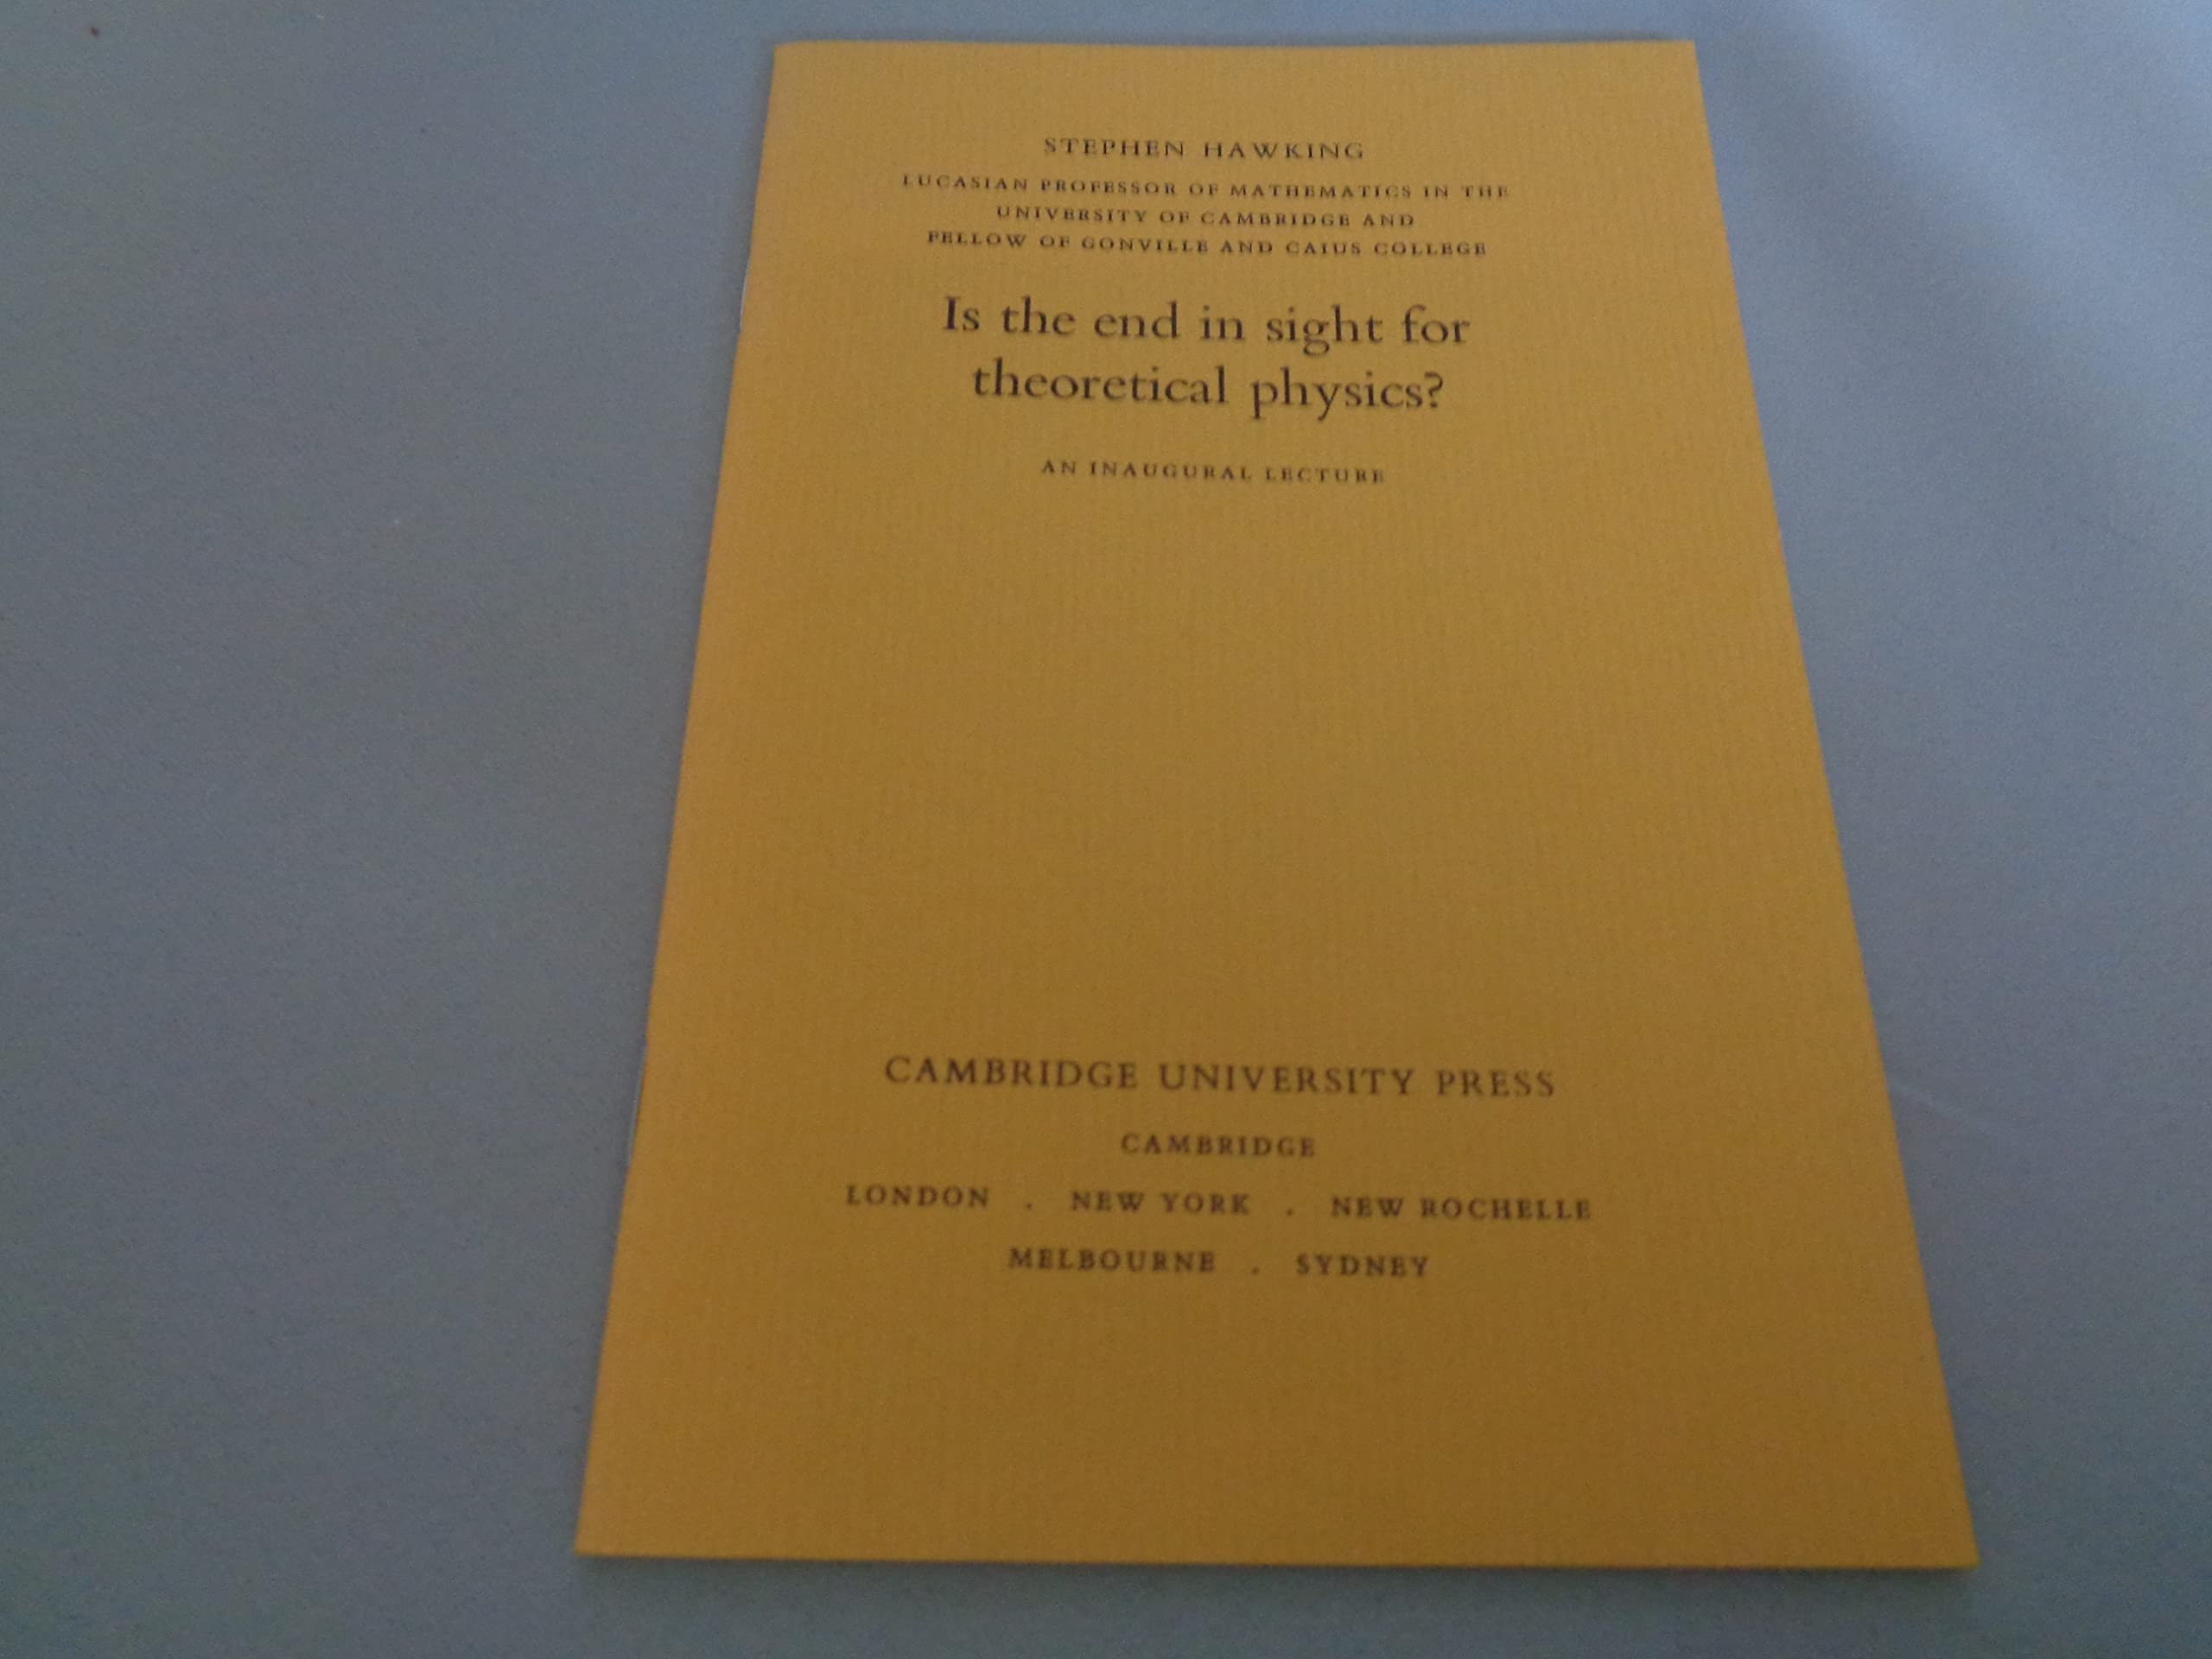 STEPHEN HAWKING
LUCASIAN PROFESSOR OF MATHEMATICS IN THE
UNIVERSITY OF CAMBRIDGE AND
FELLOW OF GONVILLE AND CAIUS COLLEGE
Is the end in sight for
theoretical physics?
AN INAUGURAL LECTURE
CAMBRIDGE UNIVERSITY PRESS
CAMBRIDGE
LONDON . NEW YORK . NEW ROCHELLE
MELBOURNE . SYDNEY